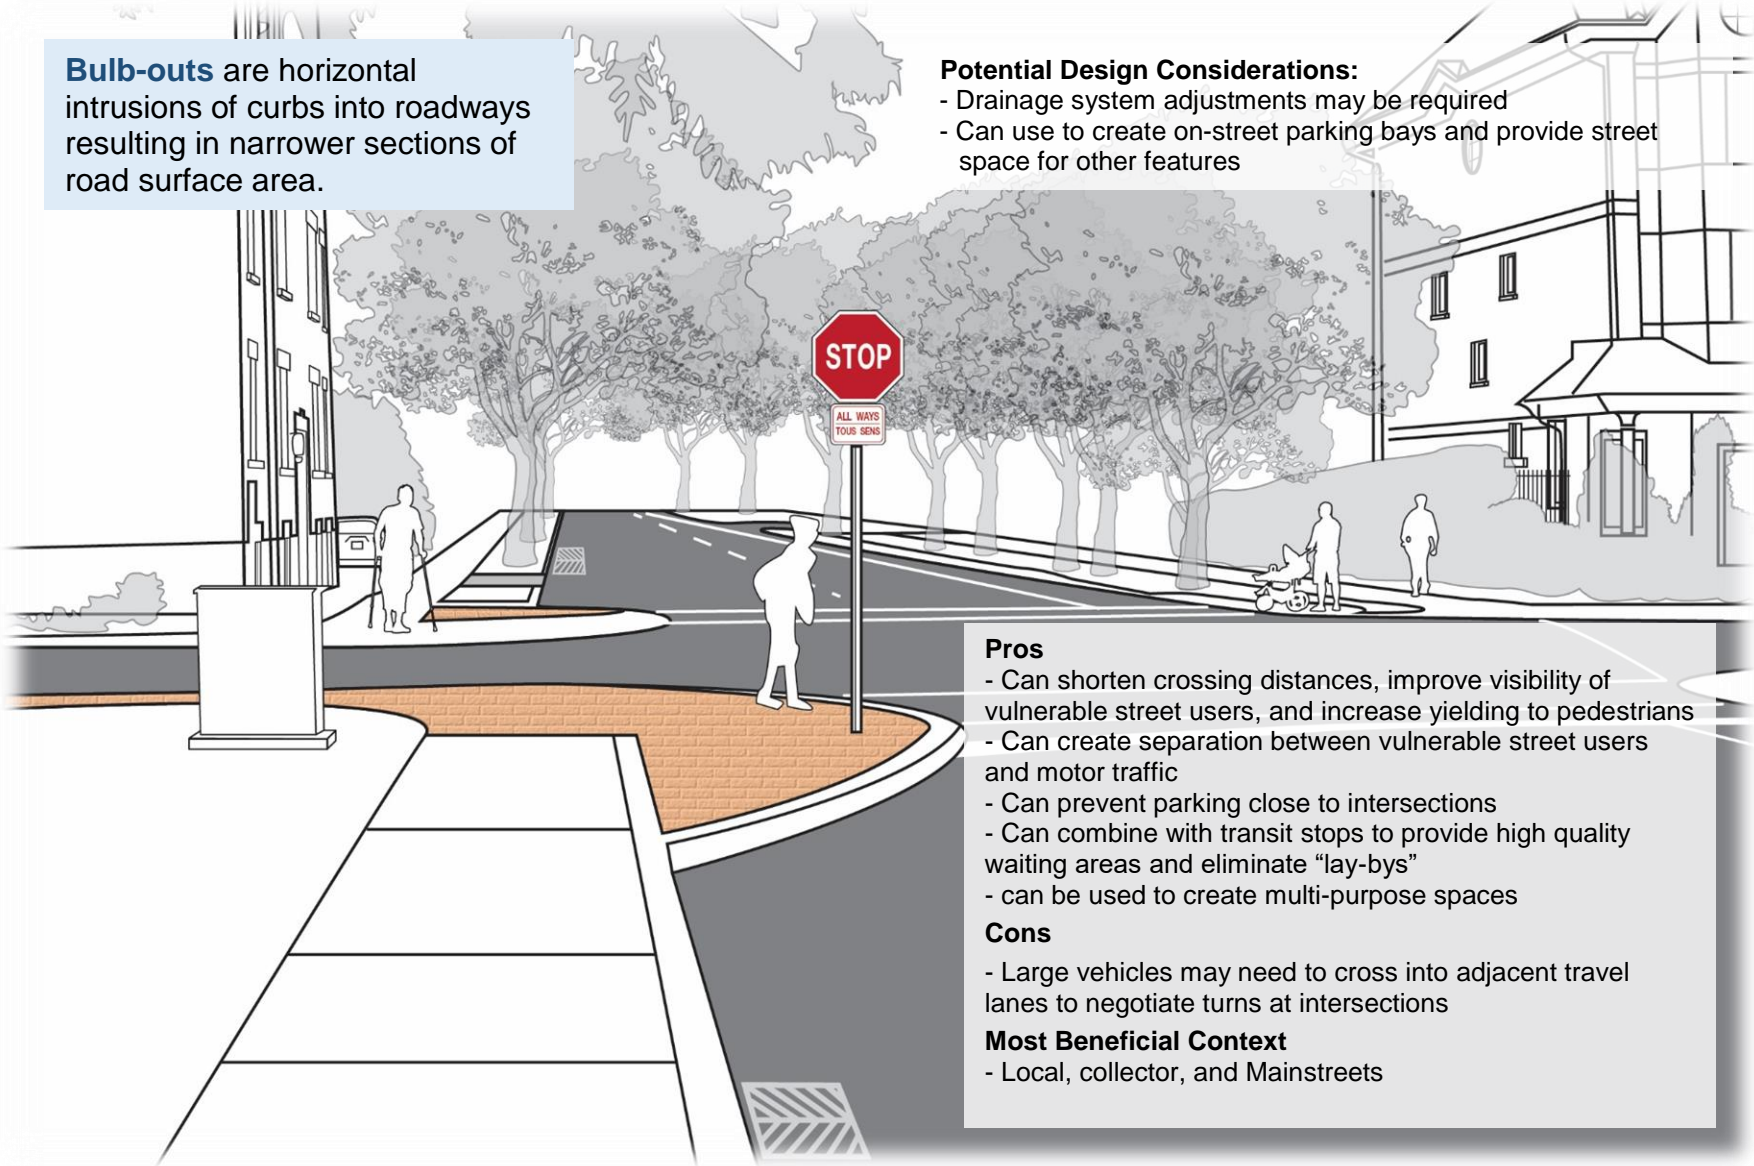 Bulb-outs are horizontal
intrusions of curbs into roadways
resulting in narrower sections of
road surface area.
Potential Design Considerations:
- Drainage system adjustments may be required
- Can use to create on-street parking bays and provide street
space for other features
STOP
ALL WAYS
TOUS SENS
Pros
- Can shorten crossing distances, improve visibility of
vulnerable street users, and increase yielding to pedestrians
- Can create separation between vulnerable street users
and motor traffic
- Can prevent parking close to intersections
- Can combine with transit stops to provide high quality
waiting areas and eliminate “lay-bys”
- can be used to create multi-purpose spaces
Cons
- Large vehicles may need to cross into adjacent travel
lanes to negotiate turns at intersections
Most Beneficial Context
- Local, collector, and Mainstreets